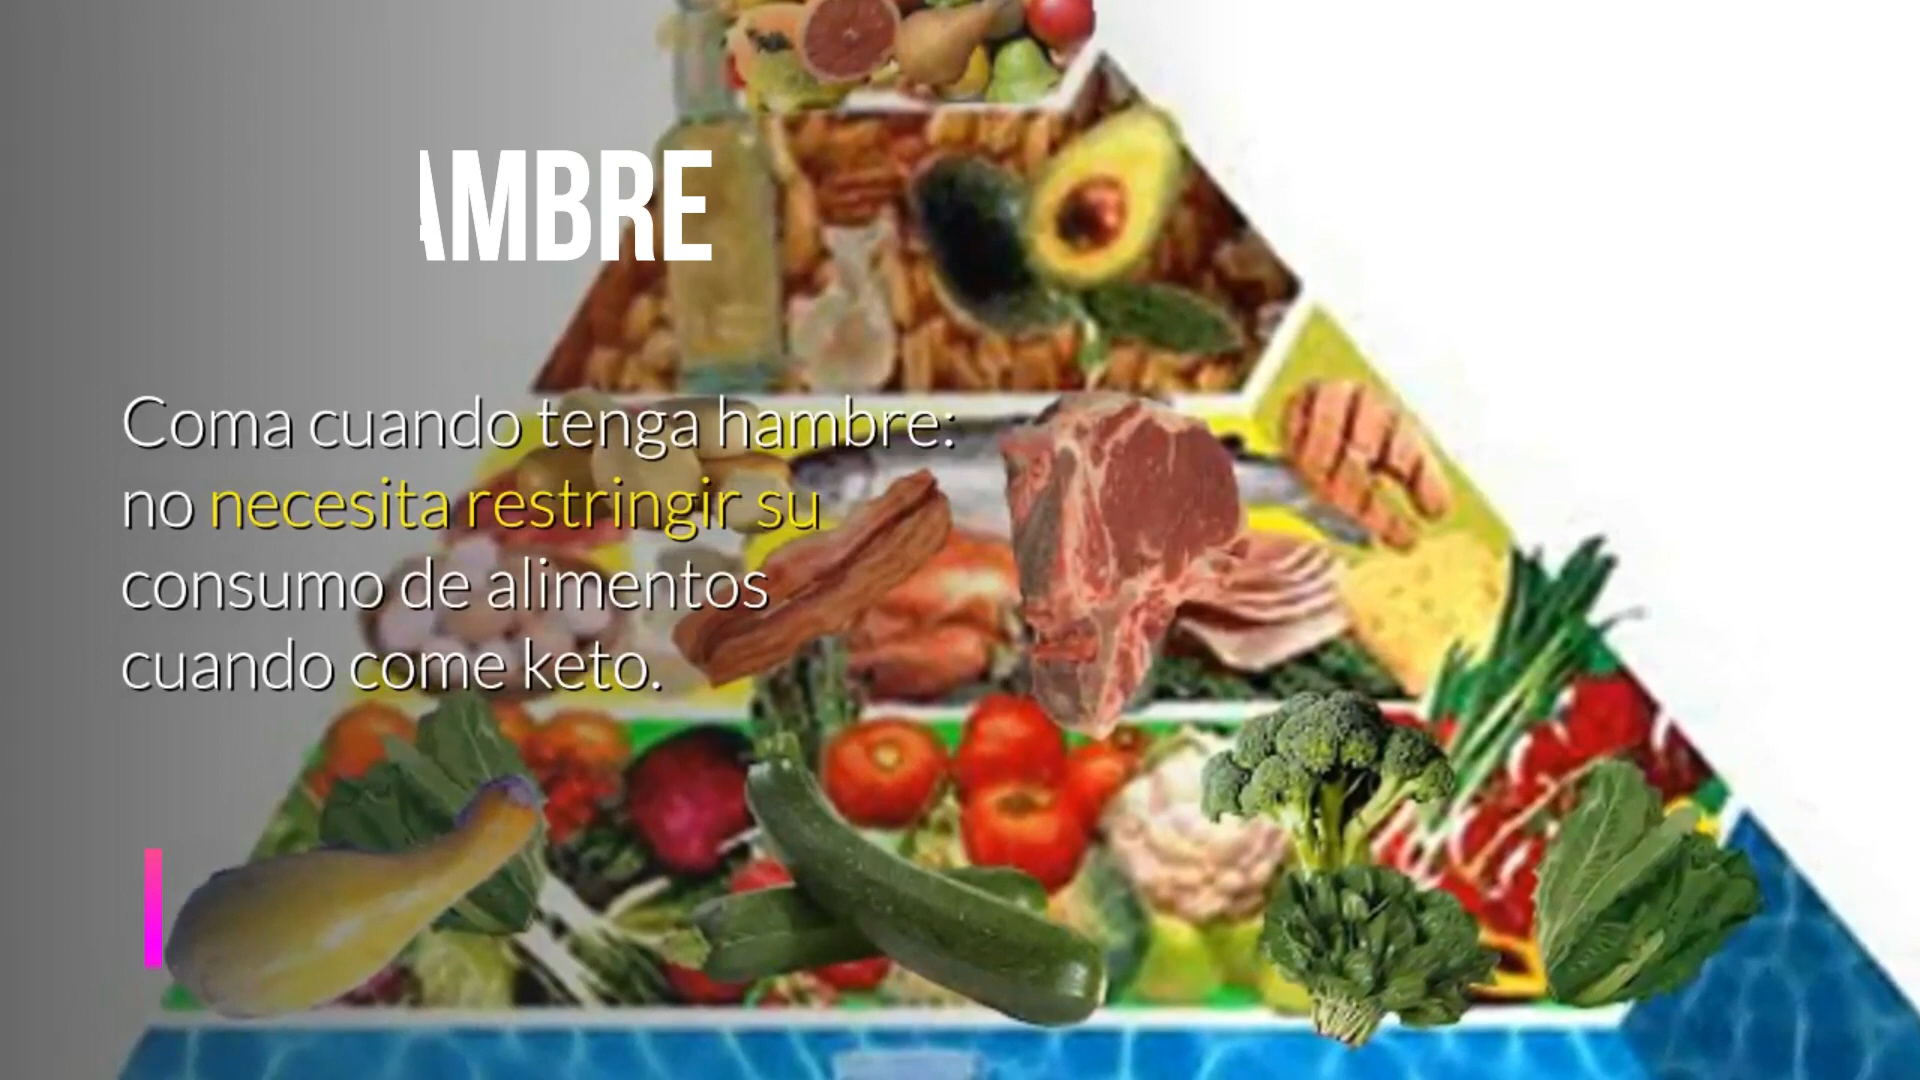 AMBRE
Coma cuando tenga hambre:
no necesita restringir su
consumo de alimentos
cuando come keto.